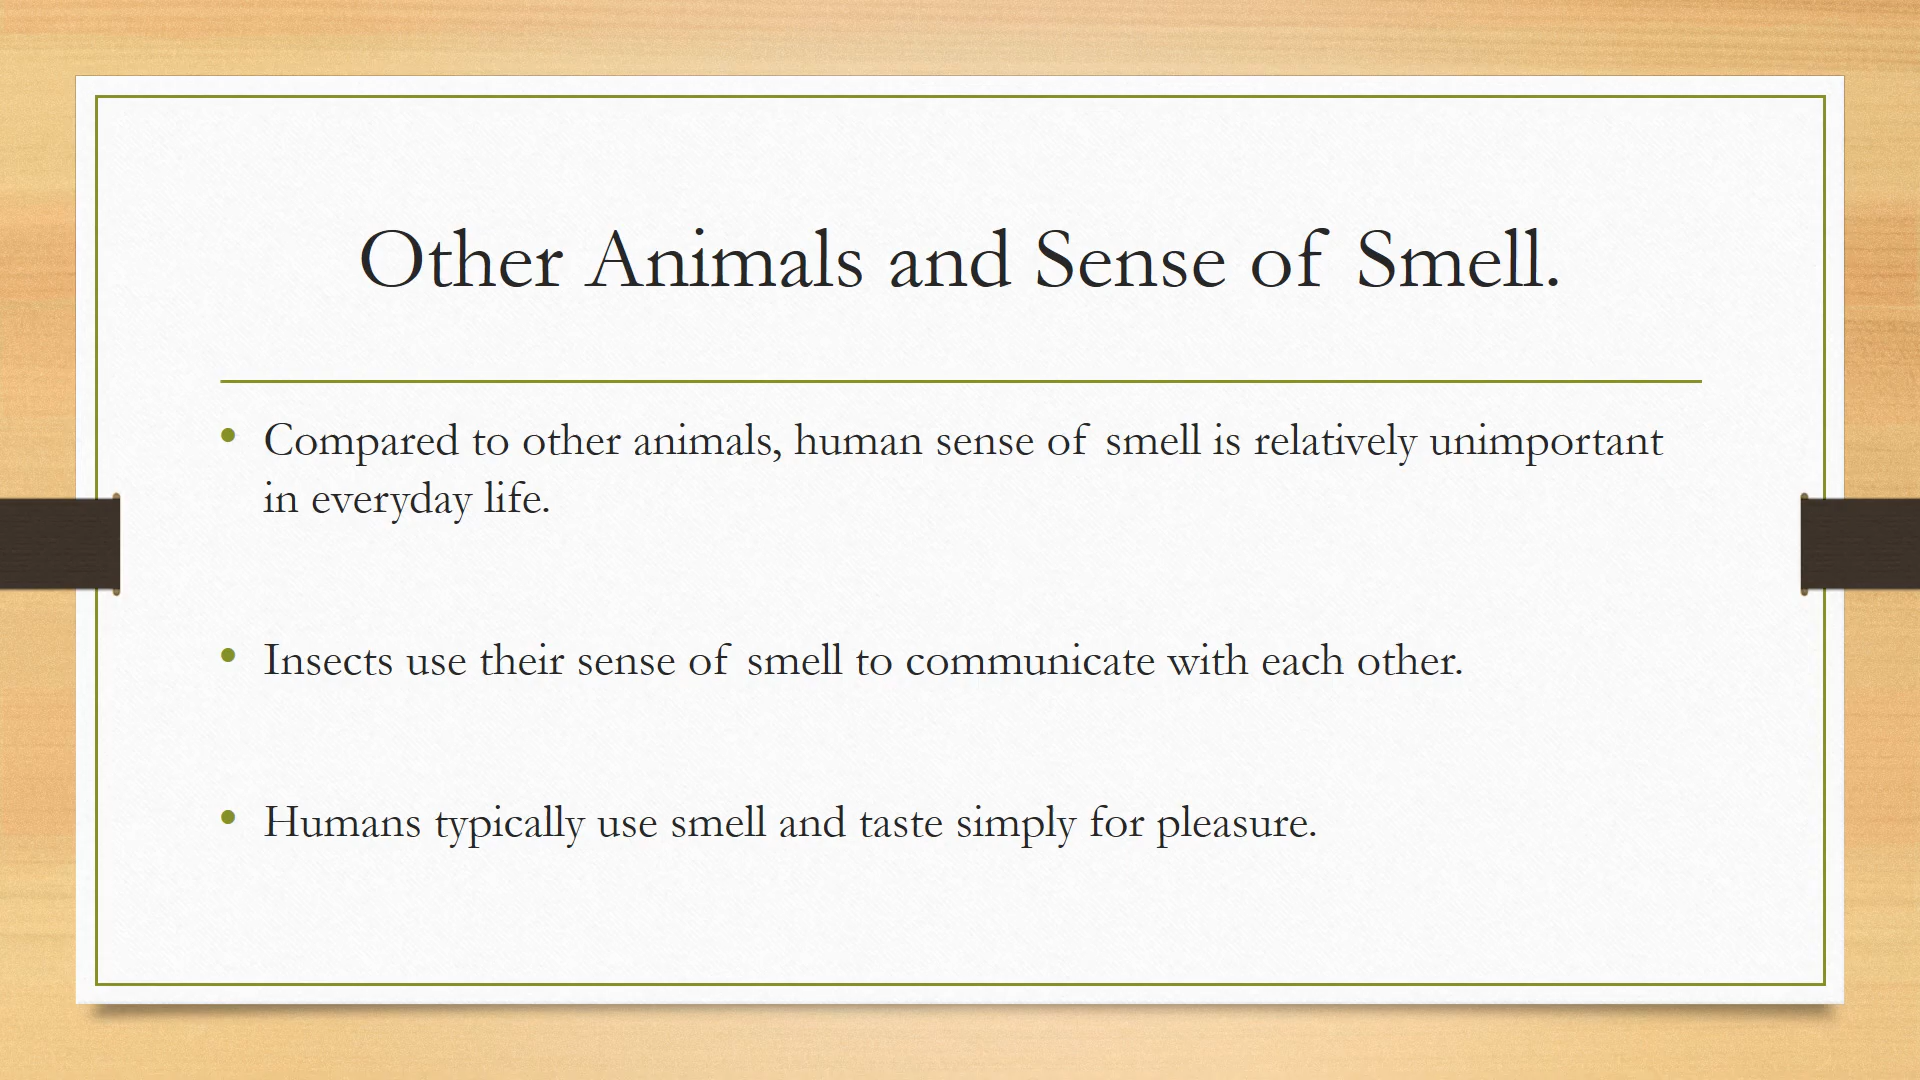 Other Animals and Sense of Smell.
• Compared to other animals, human sense of smell is relatively unimportant
in everyday life.
• Insects use their sense of smell to communicate with each other.
• Humans typically use smell and taste simply for pleasure.